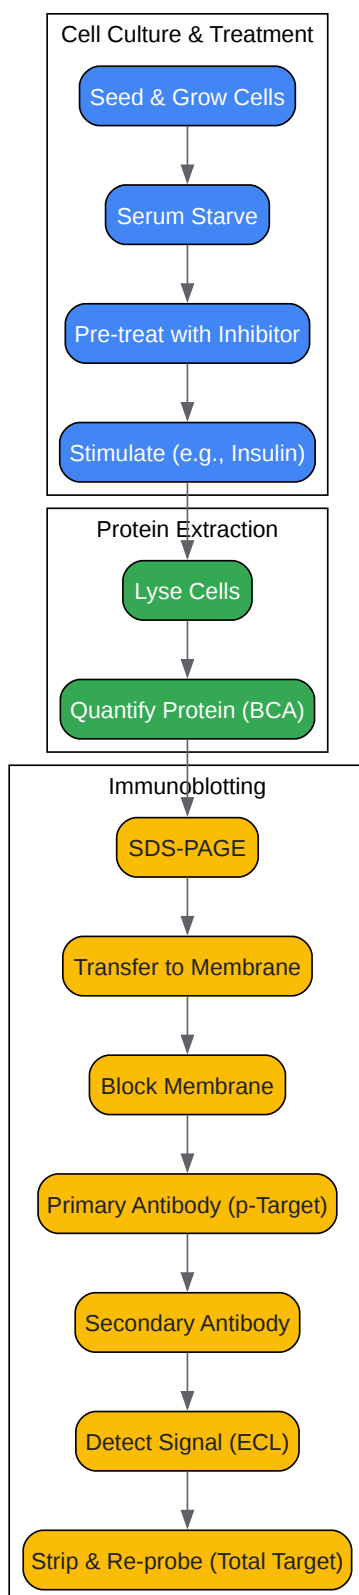 Cell Culture & Treatment
Seed & Grow Cells
Serum Starve
Pre-treat with Inhibitor
Stimulate (e.g., Insulin)
Protein Extraction
Lyse Cells
Quantify Protein (BCA)
Immunoblotting
SDS-PAGE
Transfer to Membrane
Block Membrane
Primary Antibody (p-Target)
Secondary Antibody
Detect Signal (ECL)
Strip & Re-probe (Total Target)